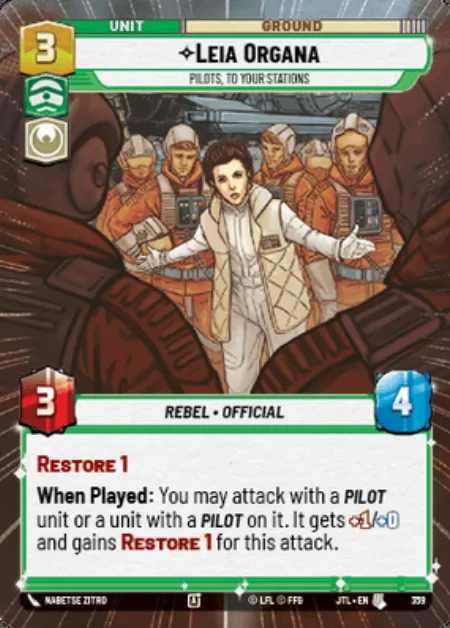 UNIT
GROUND
3
Leia Organa
PILOTS, TO YOUR STATIONS
3
REBEL • OFFICIAL
4
RESTORE 1
When Played: You may attack with a PILOT
unit or a unit with a PILOT on it. It gets +1/+0
and gains RESTORE 1 for this attack.
NABETSE ZITRO
A
© LFL © FFG
JTL • EN
359